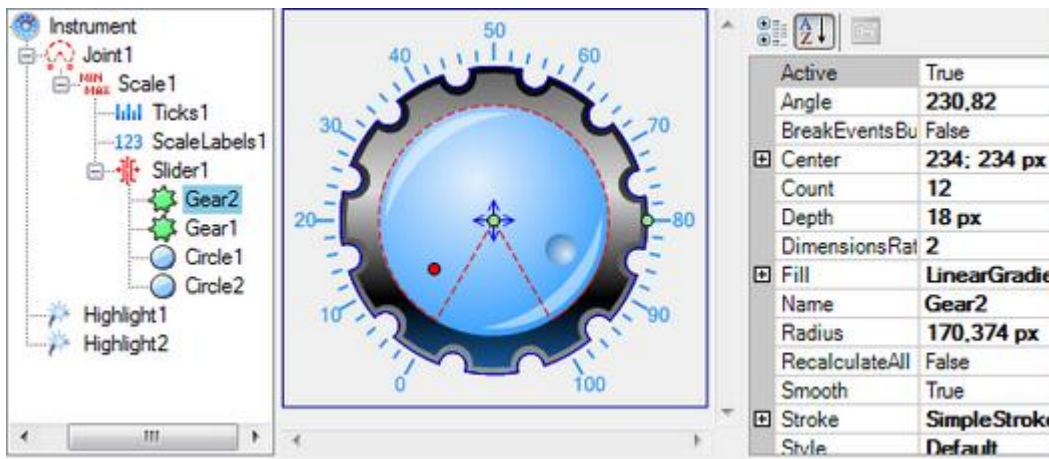 Instrument
Joint1
MIN
MAX
Scale1
Ticks1
123 ScaleLabels1
Slider1
Gear2
Gear1
Circle1
Circle2
Highlight1
Highlight2
50
40
60
30
70
20
80
10
90
0
100
A
Z
Active True
Angle 230,82
BreakEventsBu False
Center 234; 234 px
Count 12
Depth 18 px
DimensionsRat 2
Fill LinearGradie
Name Gear2
Radius 170,374 px
RecalculateAll False
Smooth True
Stroke SimpleStroke
Style Default